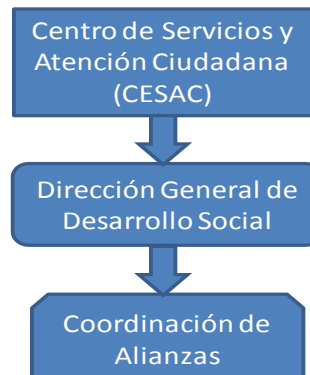 Centro de Servicios y
Atención Ciudadana
(CESAC)
Dirección General de
Desarrollo Social
Coordinación de
Alianzas